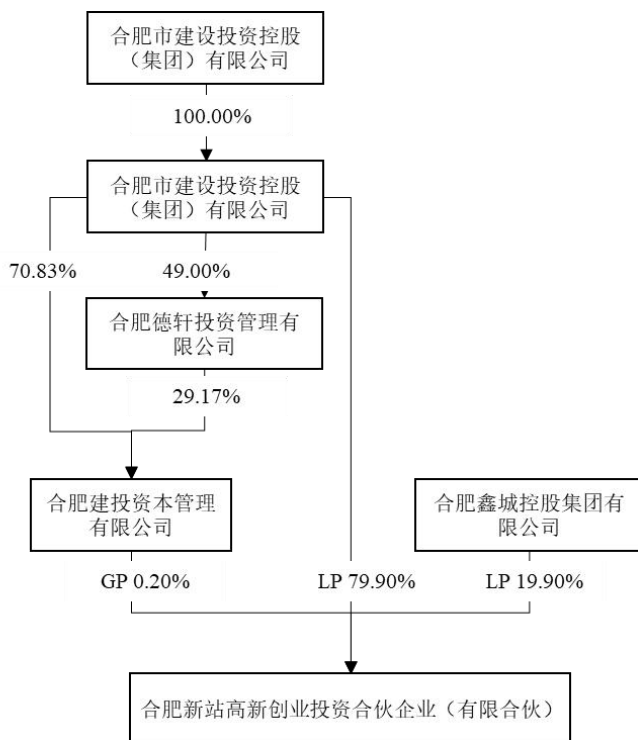 合肥市建设投资控股
（集团）有限公司
100.00%
合肥市建设投资控股
（集团）有限公司
70.83%
49.00%
合肥德轩投资管理有
限公司
29.17%
合肥建投资本管理
有限公司
合肥鑫城控股集团有
限公司
GP 0.20%
LP 79.90%
LP 19.90%
合肥新站高新创业投资合伙企业（有限合伙）